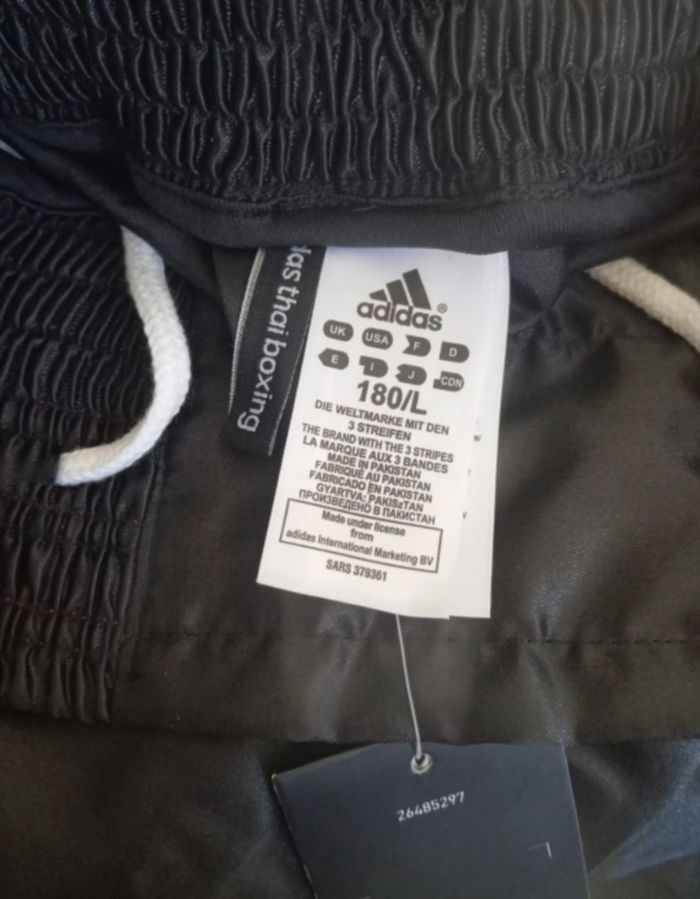 das thai boxing
adidas®
UK USA F D
E I J CDN
180/L
DIE WELTMARKE MIT DEN
3 STREIFEN
THE BRAND WITH THE 3 STRIPES
LA MARQUE AUX 3 BANDES
MADE IN PAKISTAN
FABRIQUÉ AU PAKISTAN
FABRICADO EN PAKISTAN
GYARTVA: PAKISzTAN
ПРОИЗВЕДЕНО В ПАКИСТАН
Made under license
from
adidas International Marketing BV
SARS 379361
26485297